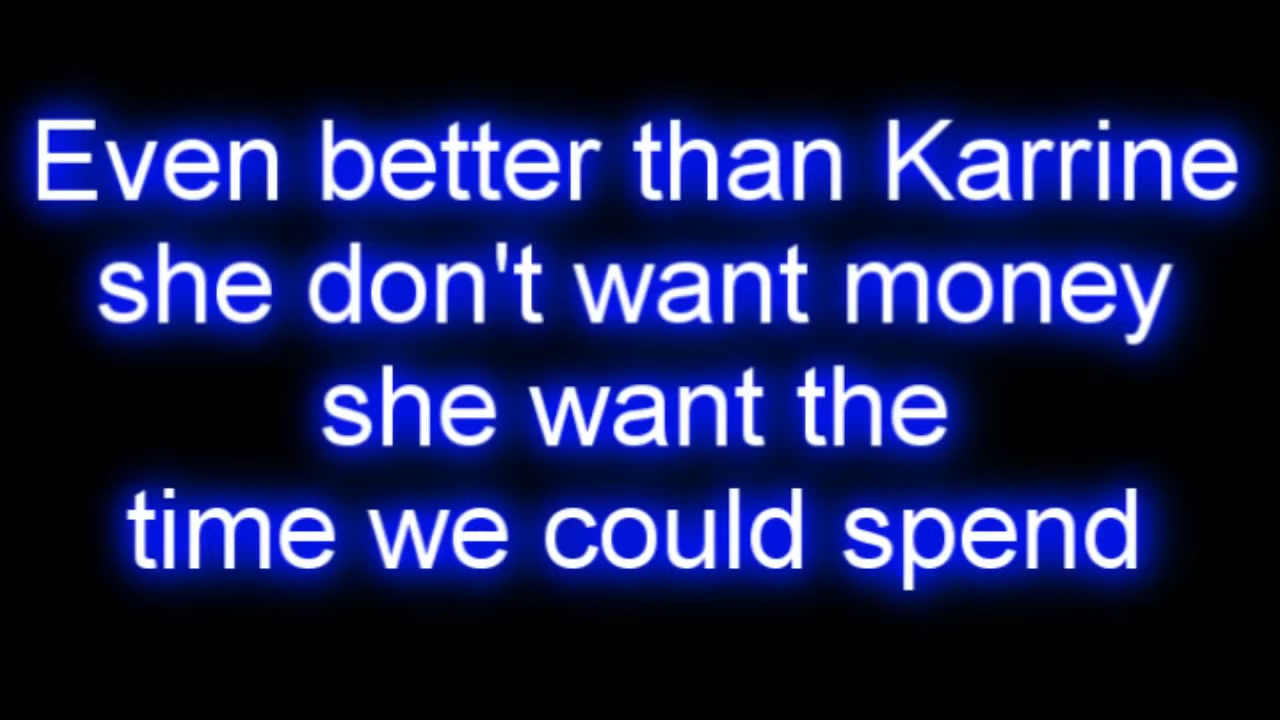 Even better than Karrine
she don't want money
she want the
time we could spend